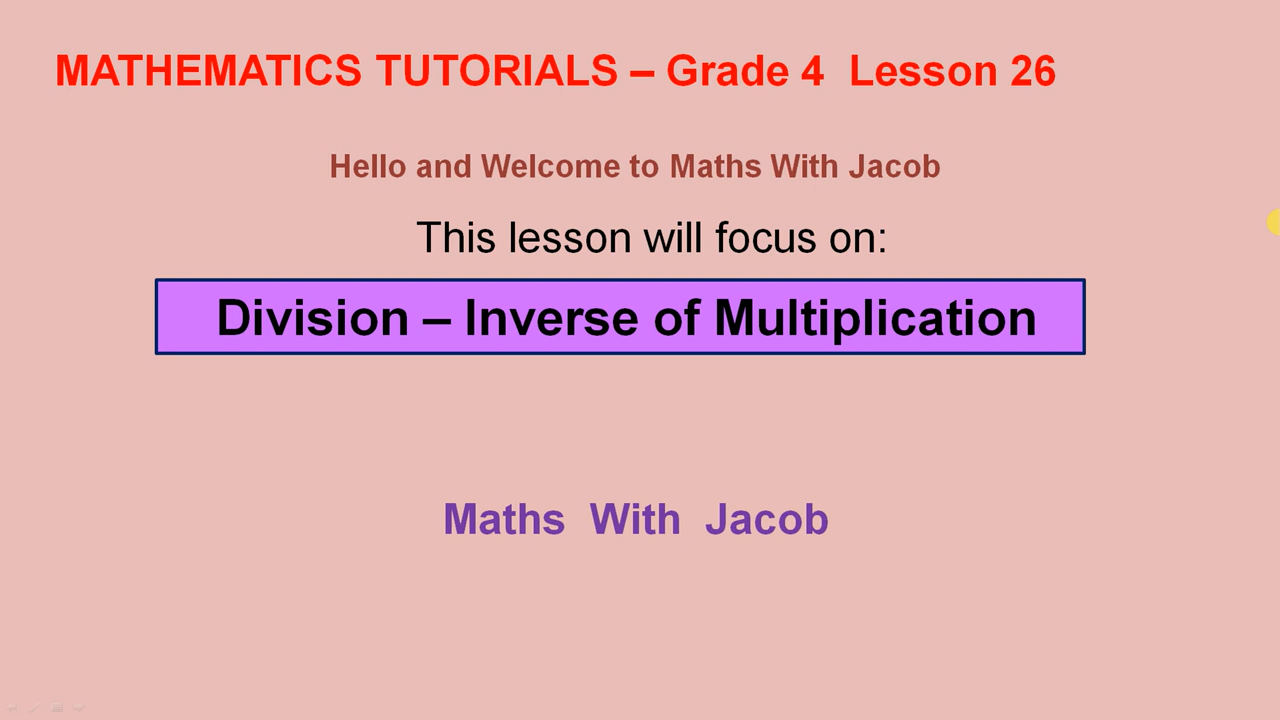 MATHEMATICS TUTORIALS – Grade 4 Lesson 26
Hello and Welcome to Maths With Jacob
This lesson will focus on:
Division – Inverse of Multiplication
Maths With Jacob